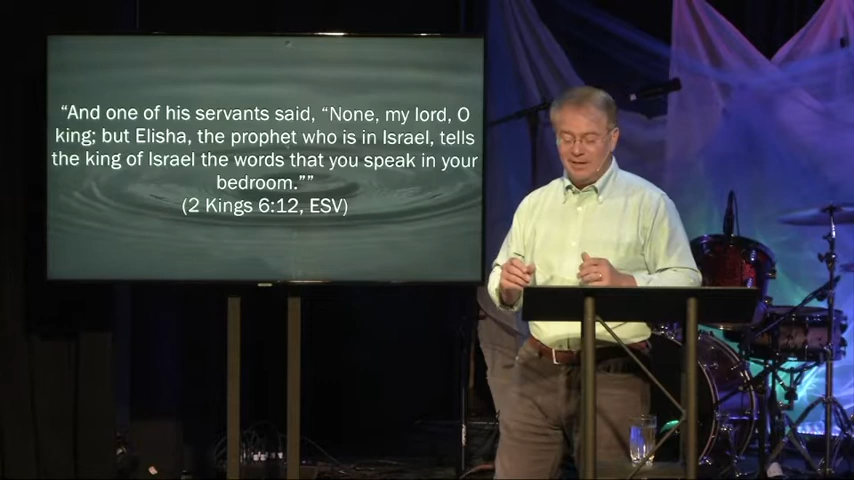 “And one of his servants said, “None, my lord, O
king; but Elisha, the prophet who is in Israel, tells
the king of Israel the words that you speak in your
bedroom.””
(2 Kings 6:12, ESV)